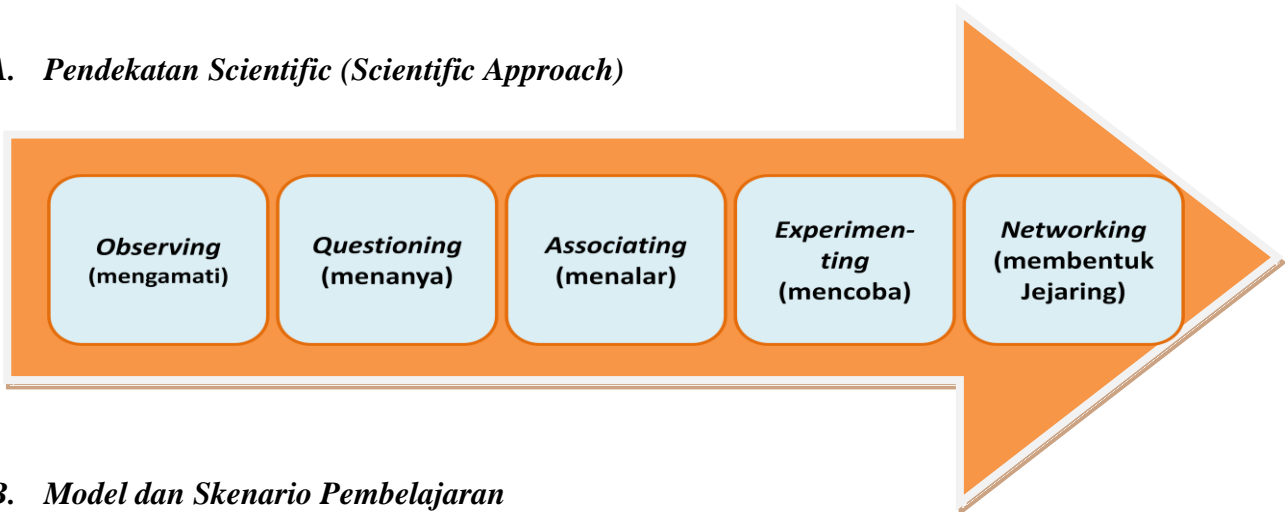 A. Pendekatan Scientific (Scientific Approach)
Observing
(mengamati)
Questioning
(menanya)
Associating
(menalar)
Experimen-
ting
(mencoba)
Networking
(membentuk
Jejaring)
B. Model dan Skenario Pembelajaran